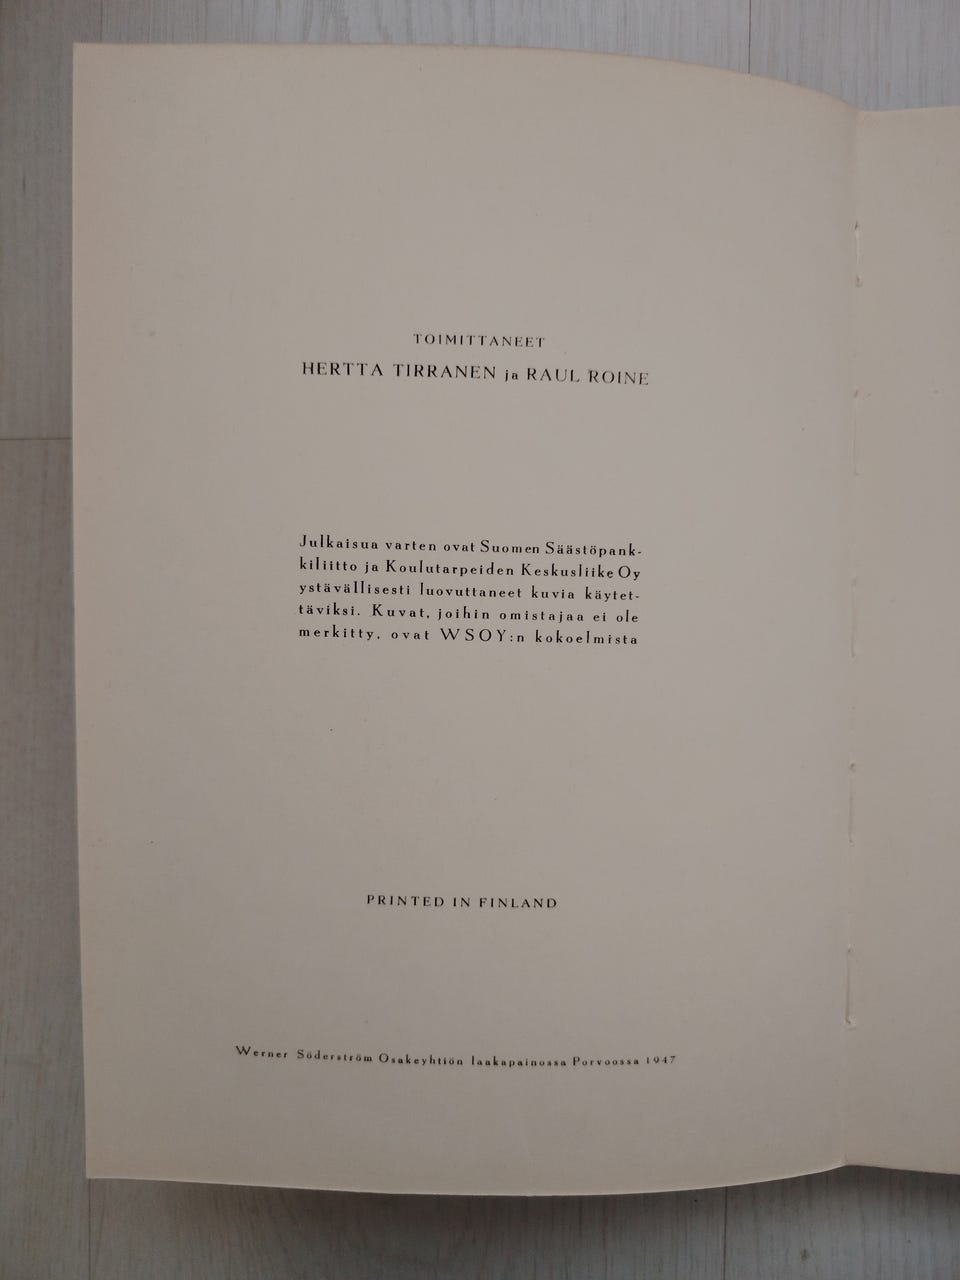 TOIMITTANEET
HERTTA TIRRANEN ja RAUL ROINE
Julkaisua varten ovat Suomen Säästöpank-
kiliitto ja Koulutarpeiden Keskusliike Oy
ystävällisesti luovuttaneet kuvia käytet-
täviksi. Kuvat, joihin omistajaa ei ole
merkitty, ovat WSOY:n kokoelmista
PRINTED IN FINLAND
Werner Söderström Osakeyhtiön laakapainossa Porvoossa 1947